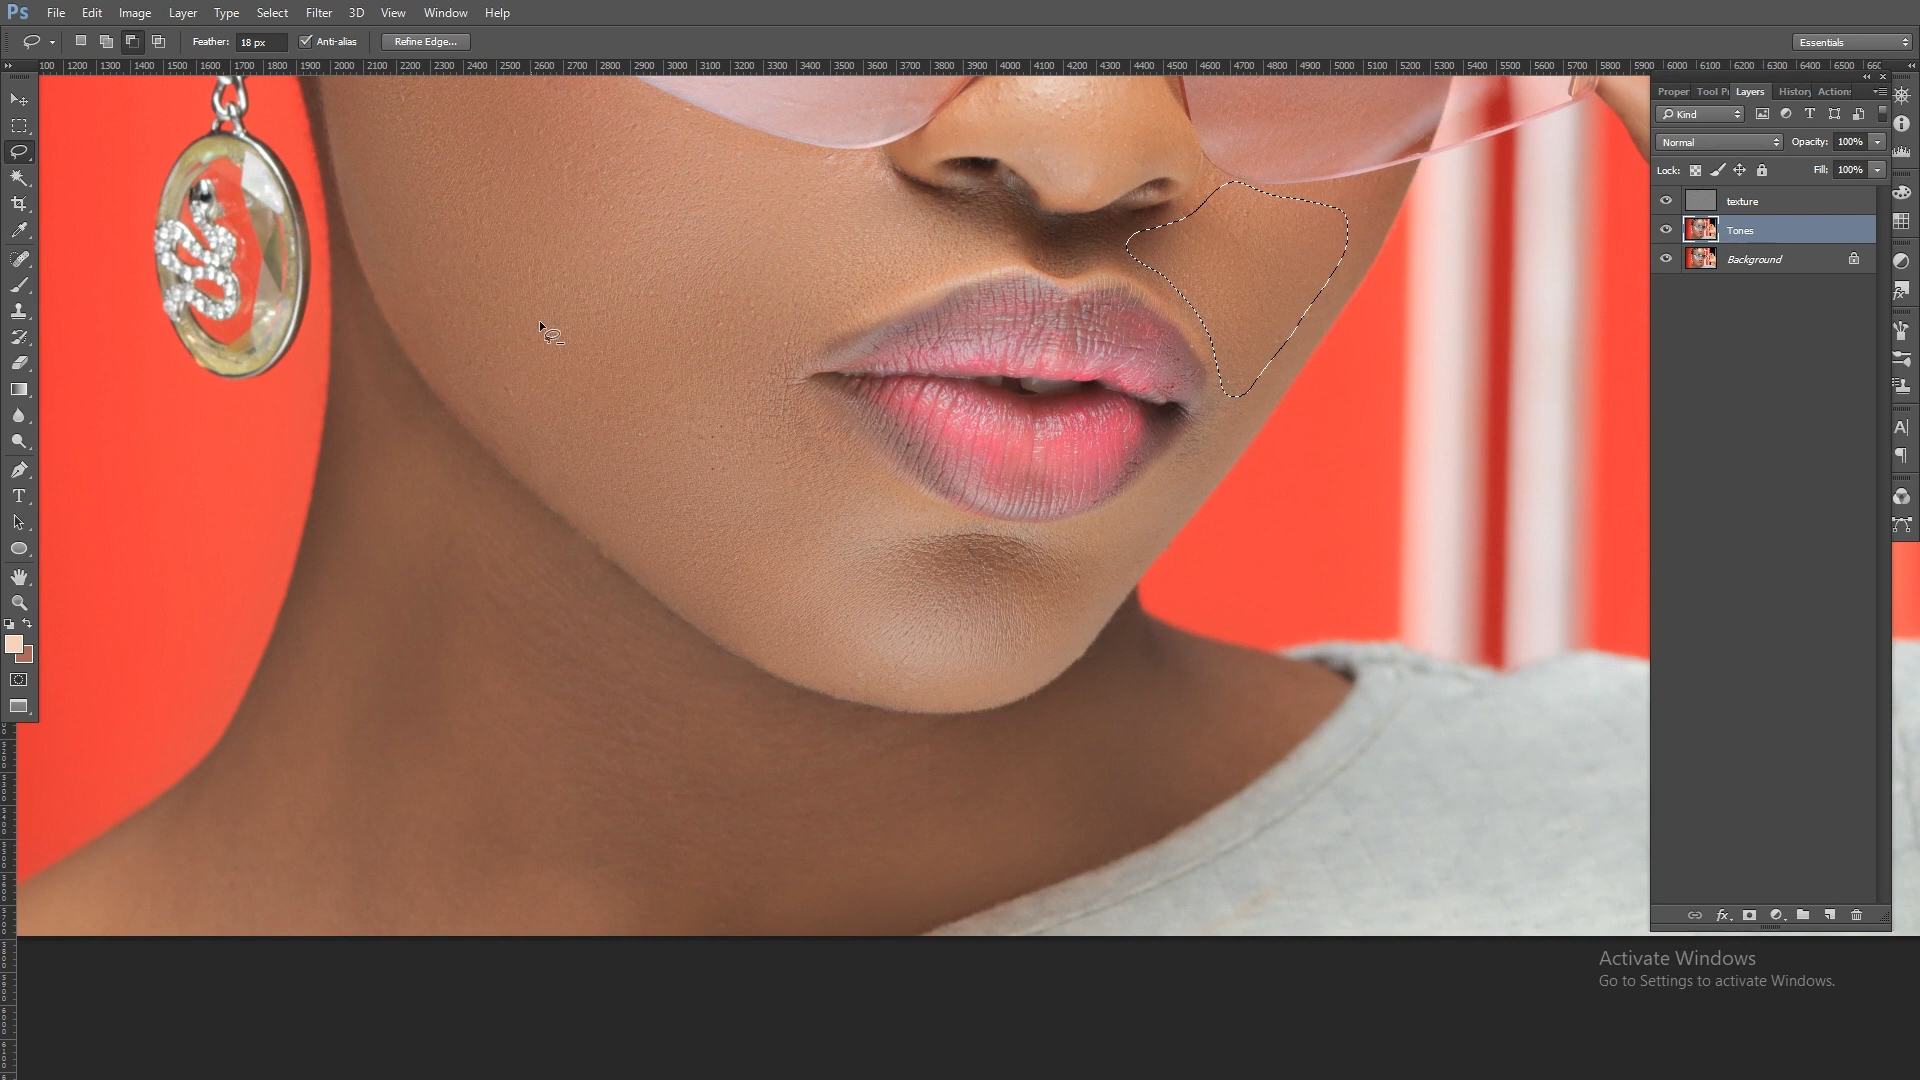 Ps File Edit Image Layer Type Select Filter 3D View Window Help
Feather: 18 px Anti-alias Refine Edge... Essentials
100 1200 1300 1400 1500 1600 1700 1800 1900 2000 2100 2200 2300 2400 2500 2600 2700 2800 2900 3000 3100 3200 3300 3400 3500 3600 3700 3800 3900 4000 4100 4200 4300 4400 4500 4600 4700 4800 4900 5000 5100 5200 5300 5400 5500 5600 5700 5800 5900 6000 6100 6200 6300 6400 6500
Proper Tool Layers History Actions
Kind
Normal Opacity: 100%
Lock: Fill: 100%
texture
Tones
Background
Activate Windows
Go to Settings to activate Windows.